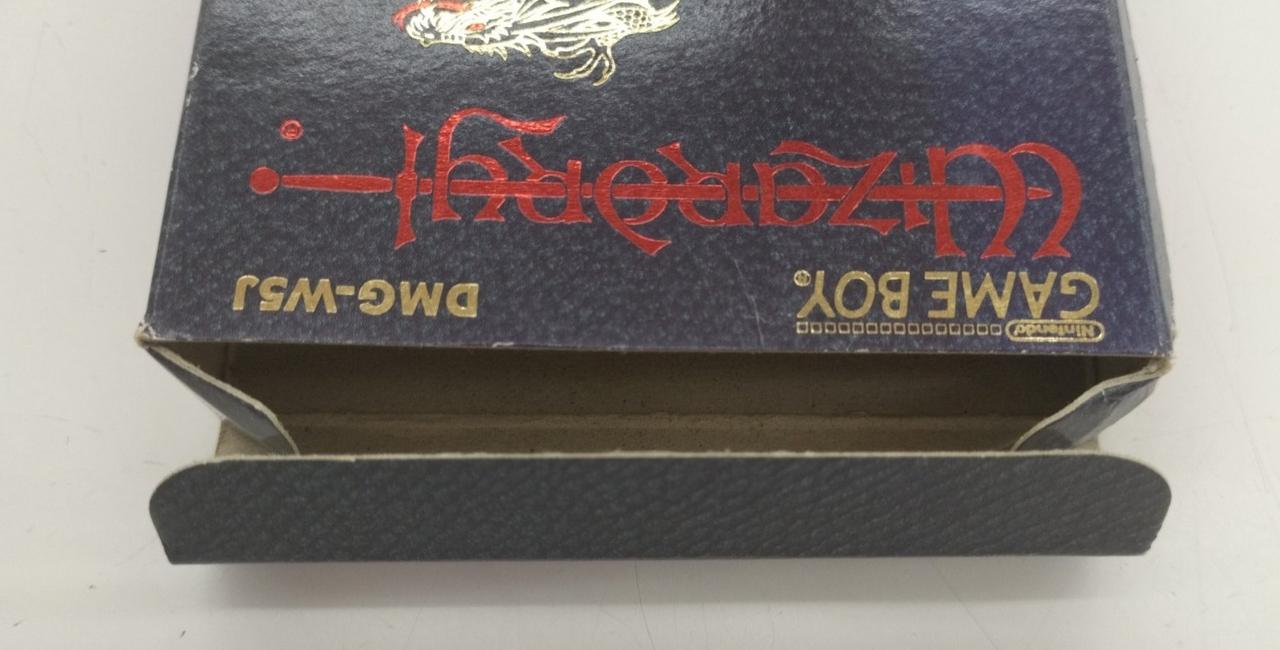 Nintendo
GAME BOY®
DMG-W5J
Wizardry